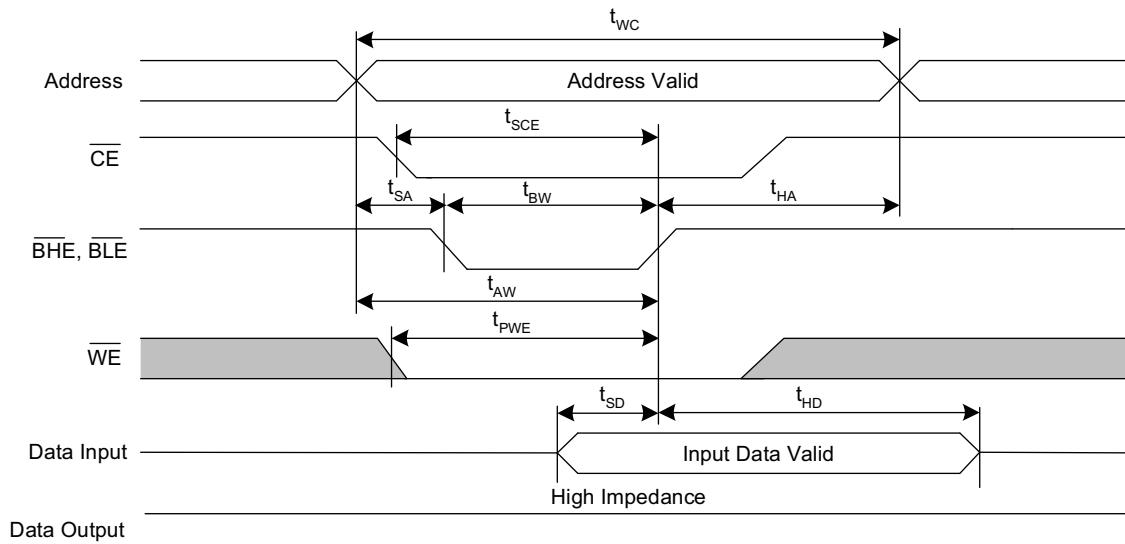 tWC
Address
Address Valid
tSCE
CE
tSA
tBW
tHA
BHE, BLE
tAW
tPWE
WE
tSD
tHD
Data Input
Input Data Valid
High Impedance
Data Output